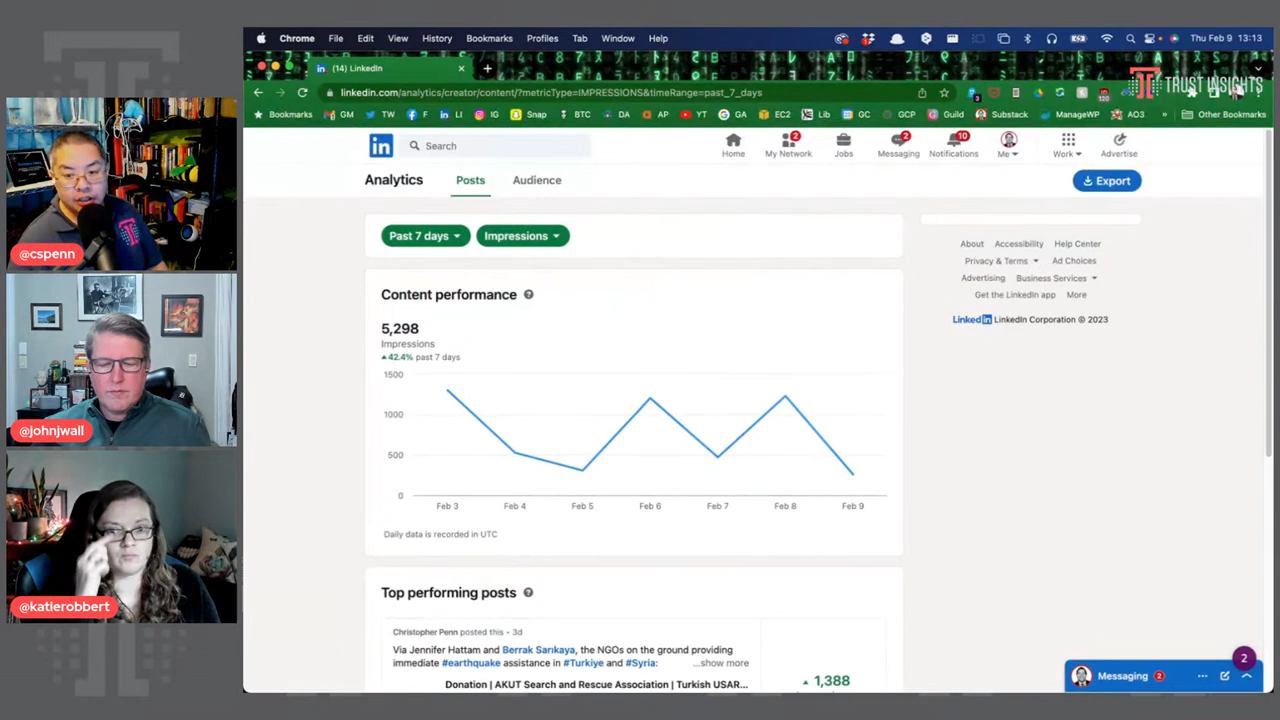 Chrome File Edit View History Bookmarks Profiles Tab Window Help
Thu Feb 9 13:13
(14) LinkedIn
TRUST INSIGHTS
linkedin.com/analytics/creator/content/?metricType=IMPRESSIONS&timeRange=past_7_days
Bookmarks GM TW F LI IG Snap BTC DA AP YT GA EC2 Lib GC GCP Guild Substack ManageWP AO3 » Other Bookmarks
in Search
2 2 10
Home My Network Jobs Messaging Notifications Me Work Advertise
Analytics Posts Audience Export
Past 7 days Impressions
About Accessibility Help Center
Privacy & Terms Ad Choices
Advertising Business Services
Get the LinkedIn app More
LinkedIn LinkedIn Corporation © 2023
Content performance
5,298
Impressions
42.4% past 7 days
1500
1000
500
0
Feb 3 Feb 4 Feb 5 Feb 6 Feb 7 Feb 8 Feb 9
Daily data is recorded in UTC
Top performing posts
Christopher Penn posted this • 3d
Via Jennifer Hattam and Berrak Sarıkaya, the NGOs on the ground providing
immediate #earthquake assistance in #Turkiye and #Syria:
...show more
Donation | AKUT Search and Rescue Association | Turkish USAR...
1,388
2
Messaging 2
@cspenn
@johnjwall
@katierobbert